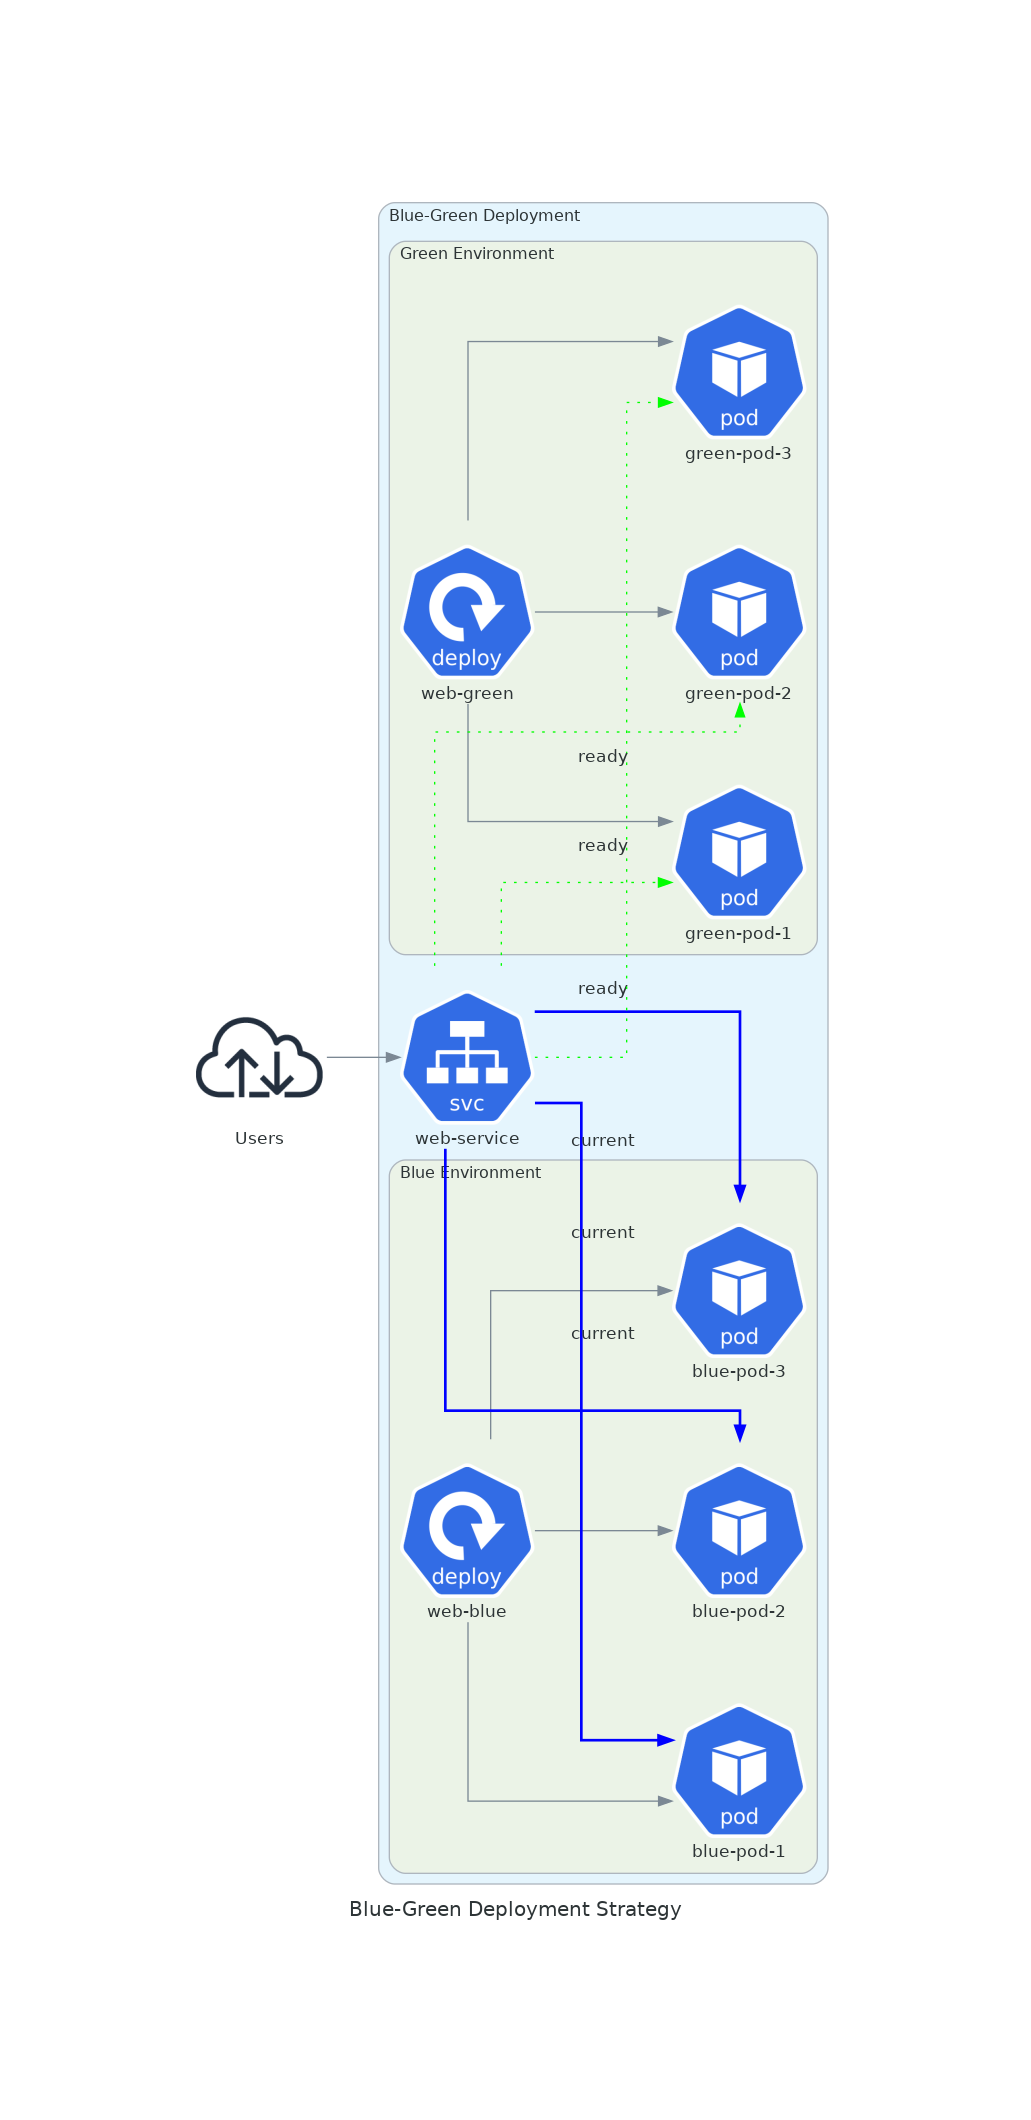 Blue-Green Deployment
Green Environment
pod
green-pod-3
deploy
web-green
pod
green-pod-2
ready
ready
pod
green-pod-1
ready
svc
web-service
Users
current
Blue Environment
current
current
pod
blue-pod-3
deploy
web-blue
pod
blue-pod-2
pod
blue-pod-1
Blue-Green Deployment Strategy